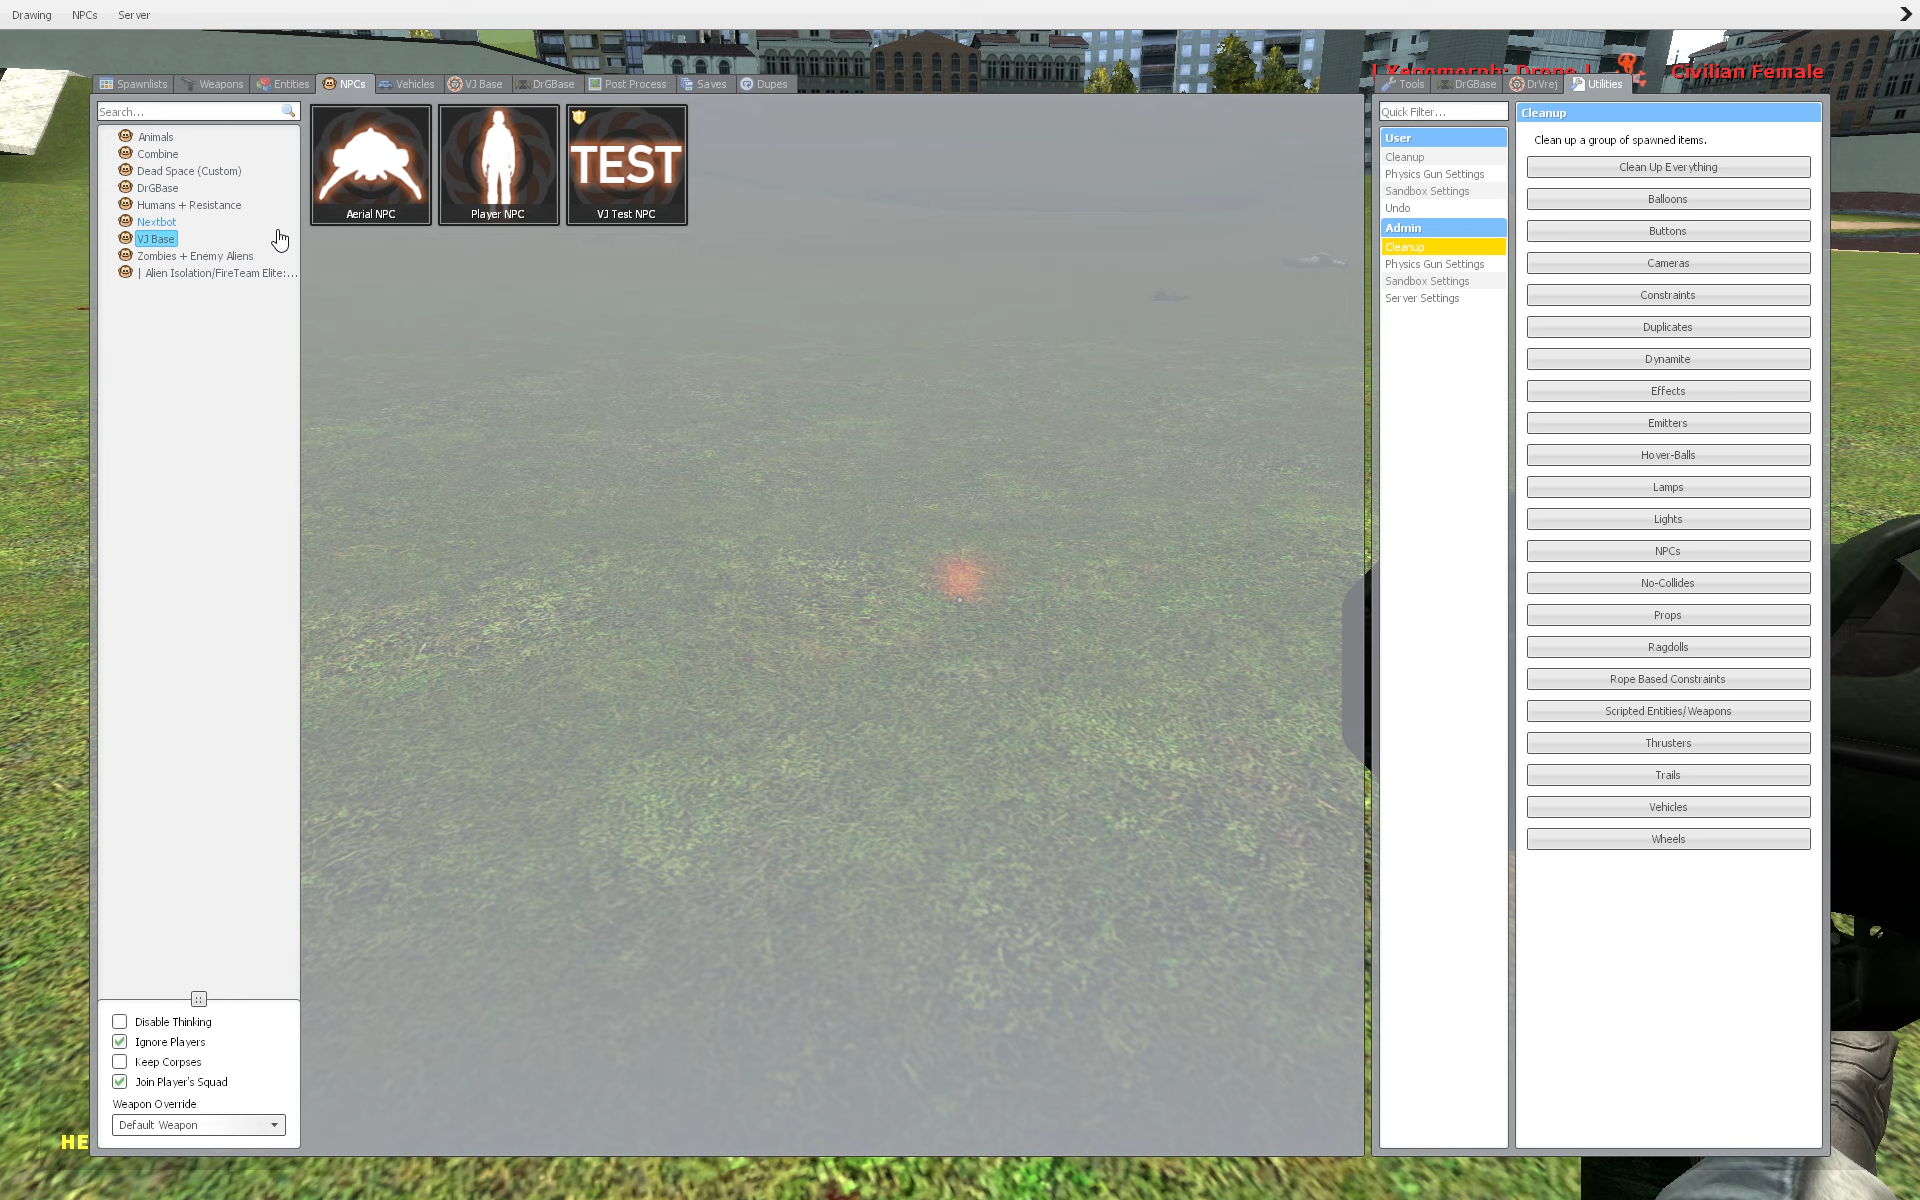 Drawing NPCs Server
| Xenomorph: Drone | Civilian Female
Spawnlists Weapons Entities NPCs Vehicles VJ Base DrGBase Post Process Saves Dupes
Tools DrGBase DrVrej Utilities
Search...
Animals
Combine
Dead Space (Custom)
DrGBase
Humans + Resistance
Nextbot
VJ Base
Zombies + Enemy Aliens
| Alien Isolation/FireTeam Elite:...
Disable Thinking
Ignore Players
Keep Corpses
Join Player's Squad
Weapon Override
Default Weapon
HE
Aerial NPC
Player NPC
TEST
VJ Test NPC
Quick Filter...
User
Cleanup
Physics Gun Settings
Sandbox Settings
Undo
Admin
Cleanup
Physics Gun Settings
Sandbox Settings
Server Settings
Cleanup
Clean up a group of spawned items.
Clean Up Everything
Balloons
Buttons
Cameras
Constraints
Duplicates
Dynamite
Effects
Emitters
Hover-Balls
Lamps
Lights
NPCs
No-Collides
Props
Ragdolls
Rope Based Constraints
Scripted Entities/Weapons
Thrusters
Trails
Vehicles
Wheels